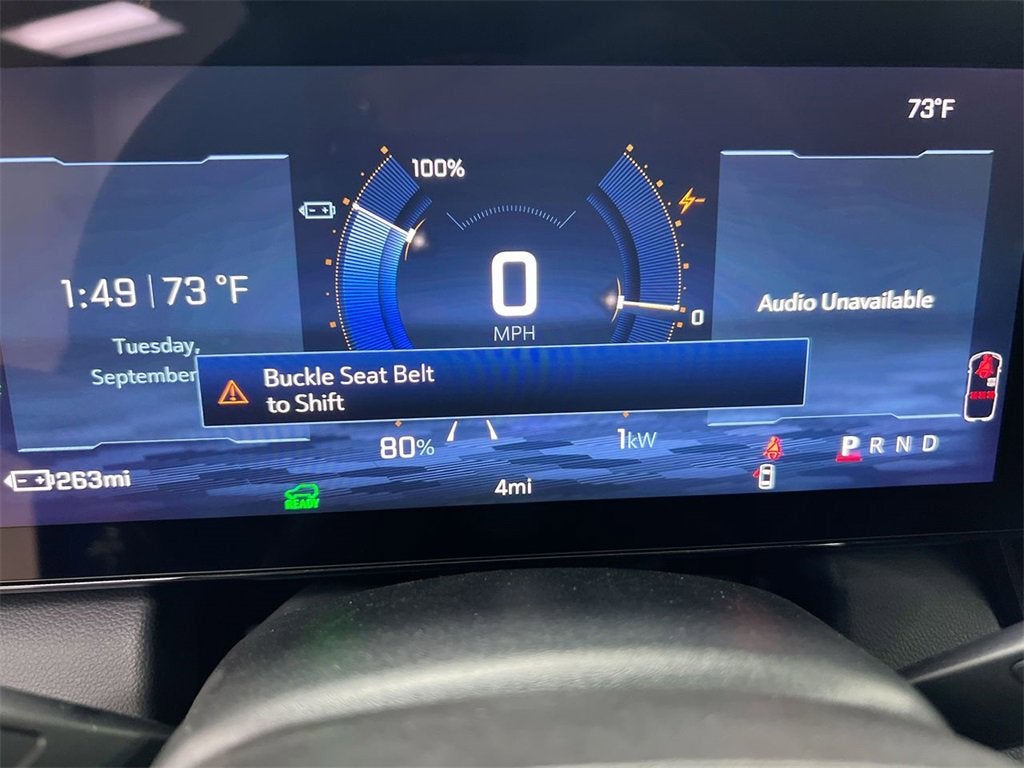 73°F
100%
1:49 | 73 °F
0
MPH
0
Audio Unavailable
Tuesday,
September
Buckle Seat Belt
to Shift
80%
1kW
P R N D
263mi
READY
4mi